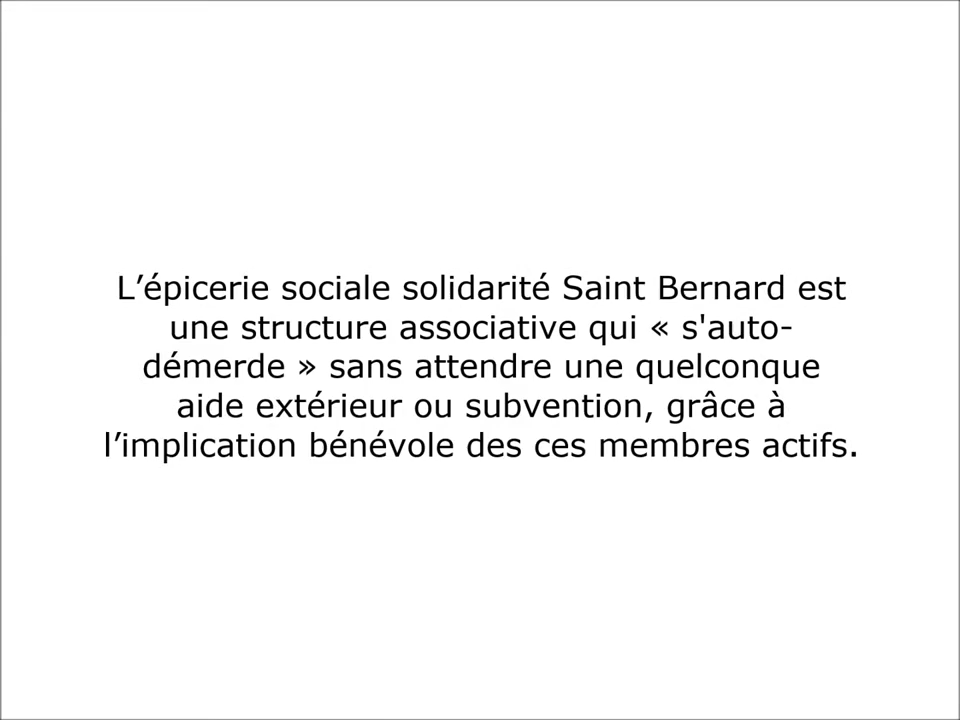 L’épicerie sociale solidarité Saint Bernard est
une structure associative qui « s'auto-
démerde » sans attendre une quelconque
aide extérieur ou subvention, grâce à
l’implication bénévole des ces membres actifs.